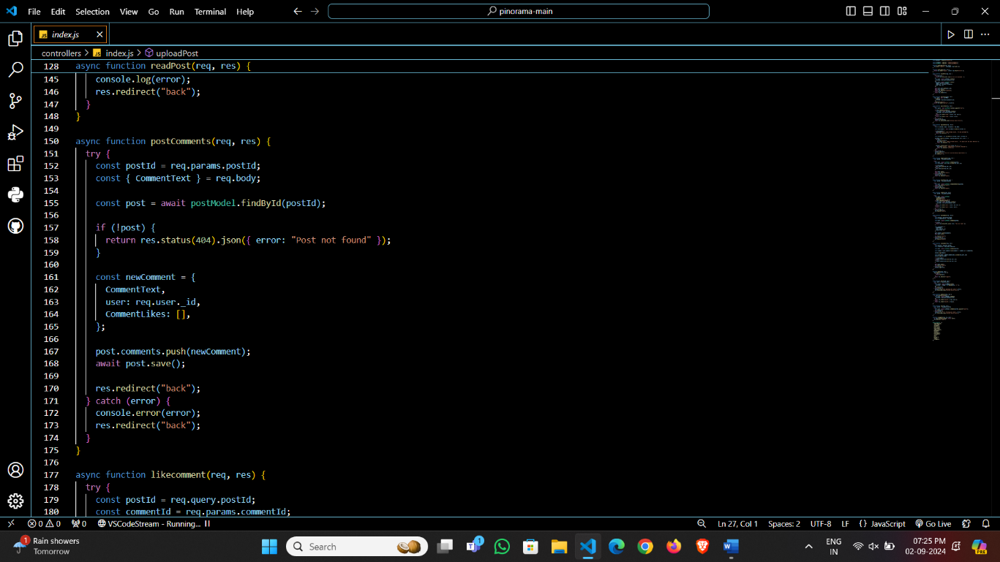 File Edit Selection View Go Run Terminal Help
pinorama-main
JS index.js
controllers > JS index.js > uploadPost
128 async function readPost(req, res) {
145 console.log(error);
146 res.redirect("back");
147 }
148 }
149
150 async function postComments(req, res) {
151 try {
152 const postId = req.params.postId;
153 const { CommentText } = req.body;
154
155 const post = await postModel.findById(postId);
156
157 if (!post) {
158 return res.status(404).json({ error: "Post not found" });
159 }
160
161 const newComment = {
162 CommentText,
163 user: req.user._id,
164 CommentLikes: [],
165 };
166
167 post.comments.push(newComment);
168 await post.save();
169
170 res.redirect("back");
171 } catch (error) {
172 console.error(error);
173 res.redirect("back");
174 }
175 }
176
177 async function likecomment(req, res) {
178 try {
179 const postId = req.query.postId;
180 const commentId = req.params.commentId;
0 0 0 VSCodeStream - Running... Ln 27, Col 1 Spaces: 2 UTF-8 LF {} JavaScript Go Live
1 Rain showers
Tomorrow
Search
1
ENG
IN
07:25 PM
02-09-2024
PRE